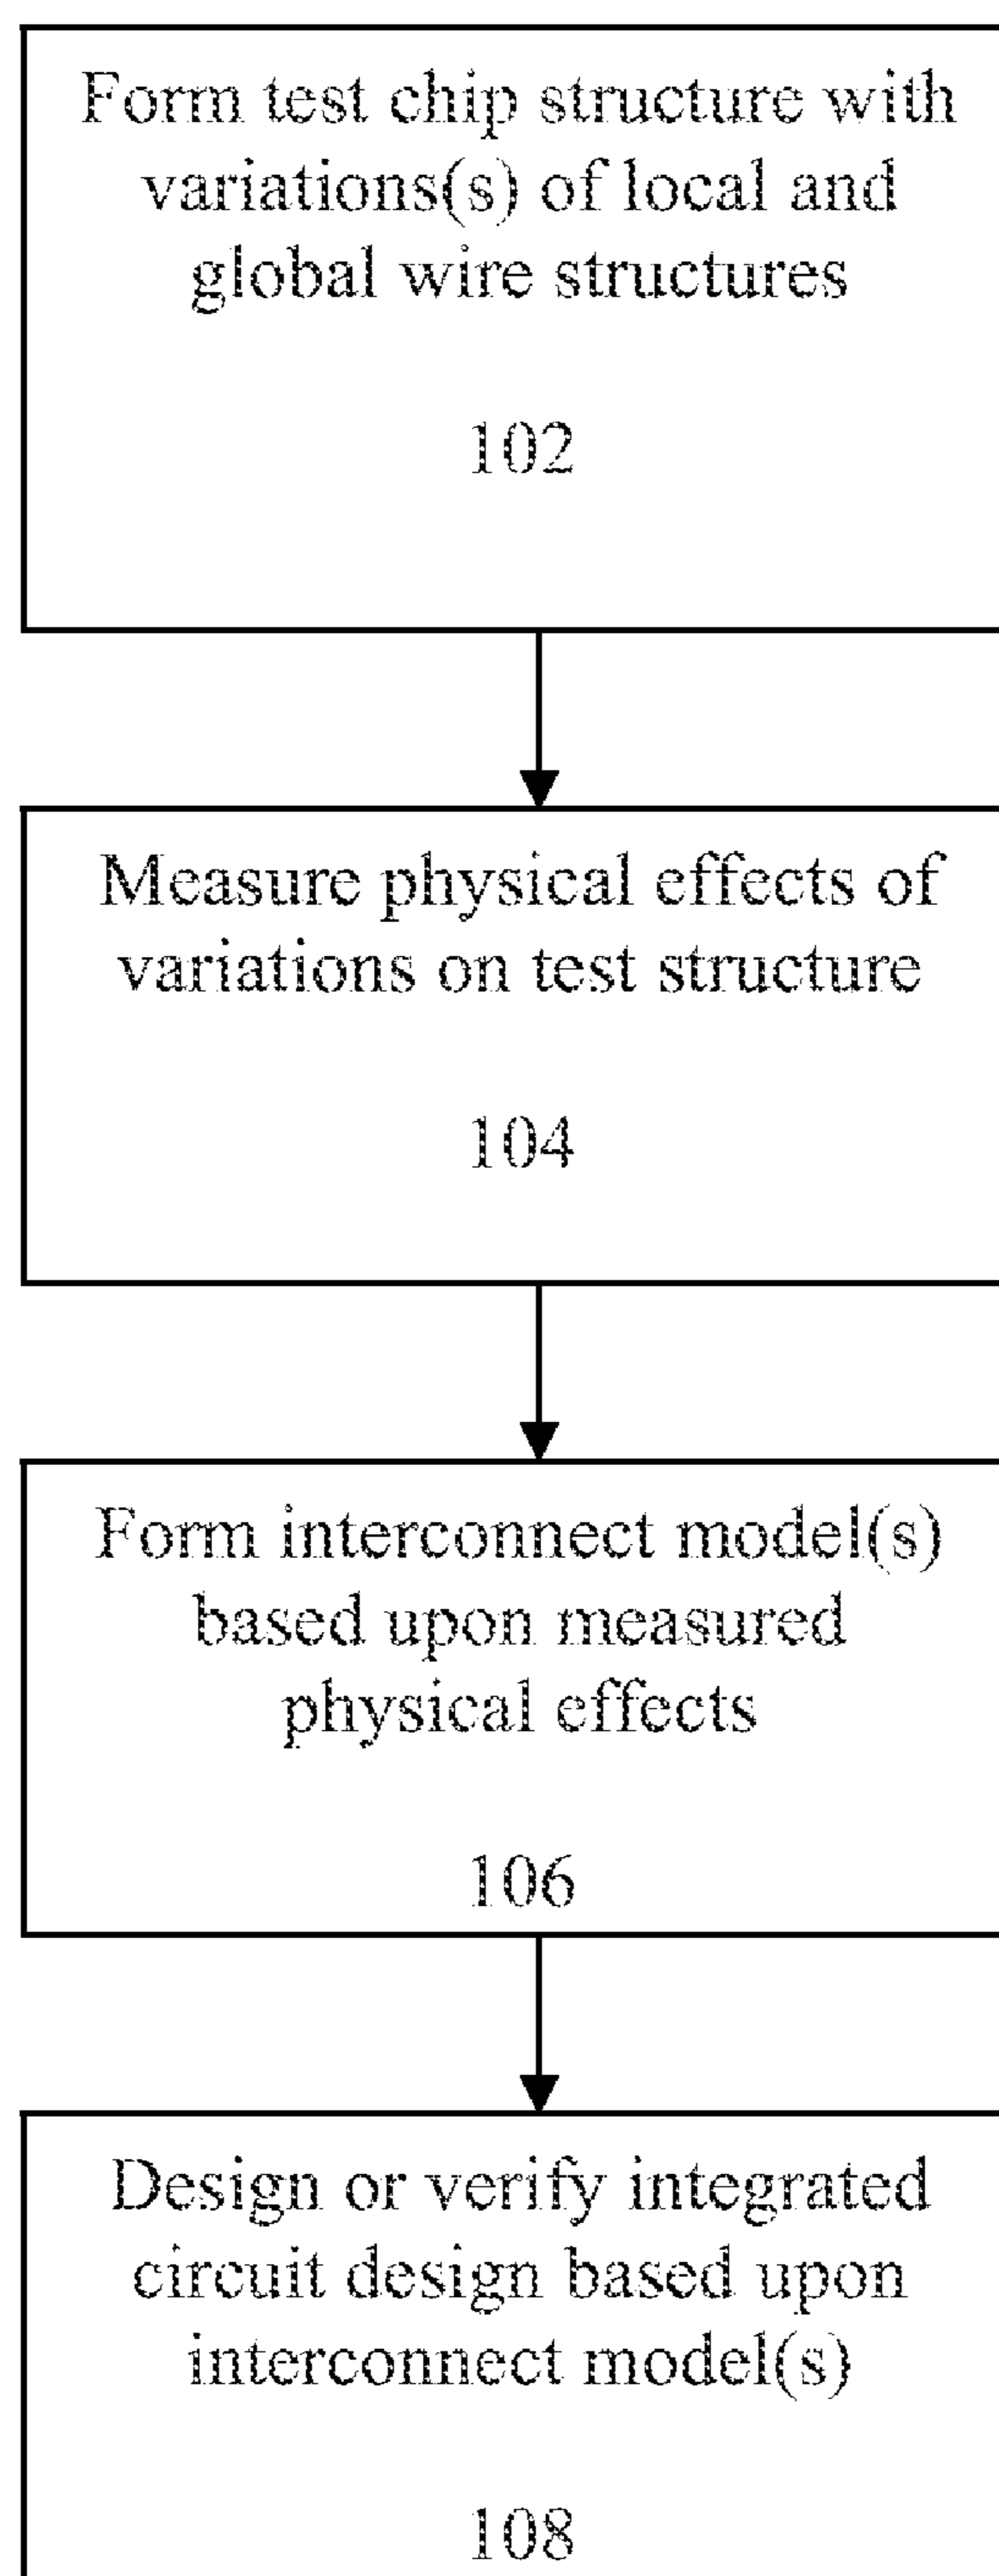 Form test chip structure with
variations(s) of local and
global wire structures
102
Measure physical effects of
variations on test structure
104
Form interconnect model(s)
based upon measured
physical effects
106
Design or verify integrated
circuit design based upon
interconnect model(s)
108